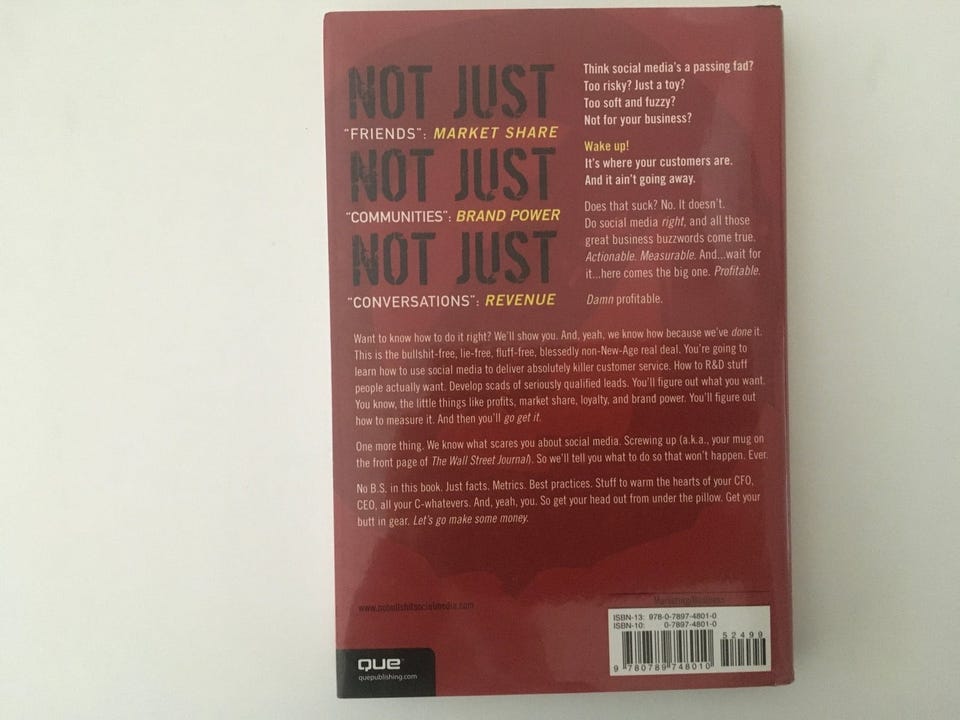 NOT JUST
"FRIENDS": MARKET SHARE
NOT JUST
"COMMUNITIES": BRAND POWER
NOT JUST
"CONVERSATIONS": REVENUE
Think social media's a passing fad?
Too risky? Just a toy?
Too soft and fuzzy?
Not for your business?
Wake up!
It's where your customers are.
And it ain't going away.
Does that suck? No. It doesn't.
Do social media right, and all those
great business buzzwords come true.
Actionable. Measurable. And...wait for
it...here comes the big one. Profitable.
Damn profitable.
Want to know how to do it right? We'll show you. And, yeah, we know how because we've done it.
This is the bullshit-free, lie-free, fluff-free, blessedly non-New-Age real deal. You're going to
learn how to use social media to deliver absolutely killer customer service. How to R&D stuff
people actually want. Develop scads of seriously qualified leads. You'll figure out what you want.
You know, the little things like profits, market share, loyalty, and brand power. You'll figure out
how to measure it. And then you'll go get it.
One more thing. We know what scares you about social media. Screwing up (a.k.a., your mug on
the front page of The Wall Street Journal). So we'll tell you what to do so that won't happen. Ever.
No B.S. in this book. Just facts. Metrics. Best practices. Stuff to warm the hearts of your CFO,
CEO, all your C-whatevers. And, yeah, you. So get your head out from under the pillow. Get your
butt in gear. Let's go make some money.
www.nobullshitsocialmedia.com
Marketing/Business
ISBN-13: 978-0-7897-4801-0
ISBN-10: 0-7897-4801-0
5 2 4 9 9
9 780789 748010
QUE
quepublishing.com